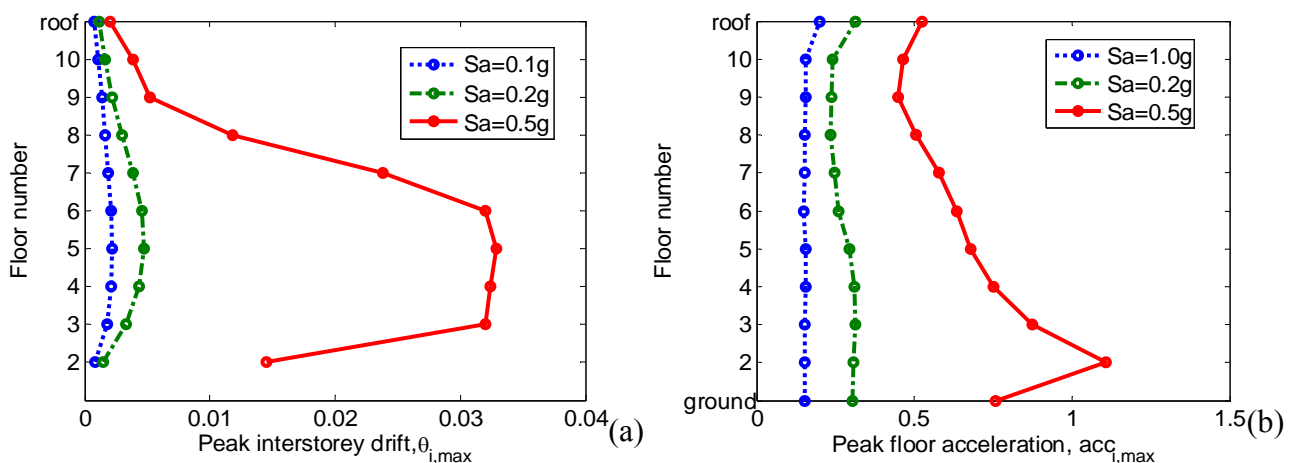 roof
10
9
8
7
6
5
4
3
2
Floor number
0
0.01
0.02
0.03
0.04
Peak interstorey drift,θi,max
Sa=0.1g
Sa=0.2g
Sa=0.5g
(a)
roof
10
9
8
7
6
5
4
3
2
ground
Floor number
0
0.5
1
1.5
Peak floor acceleration, acci,max
Sa=1.0g
Sa=0.2g
Sa=0.5g
(b)